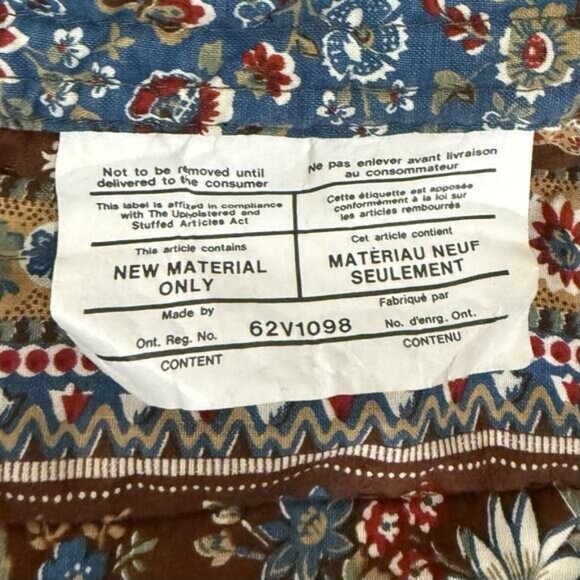 Not to be removed until
delivered to the consumer
Ne pas enlever avant livraison
au consommateur
This label is affixed in compliance
with The Upholstered and
Stuffed Articles Act
Cette étiquette est apposée
conformément à la loi sur
les articles rembourrés
This article contains
NEW MATERIAL
ONLY
Cet article contient
MATÉRIAU NEUF
SEULEMENT
Made by
Fabriqué par
Ont. Reg. No. 62V1098 No. d'enrg. Ont.
CONTENT
CONTENU